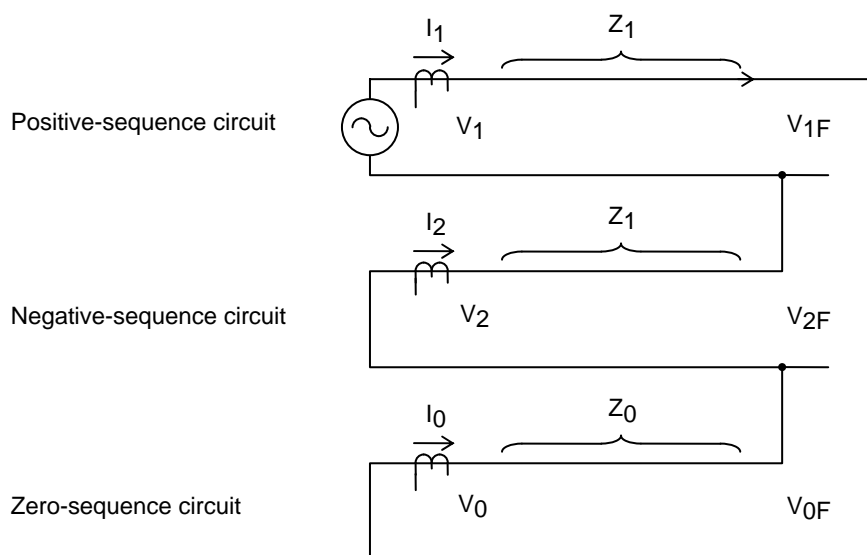 I1
Z1
Positive-sequence circuit
V1
V1F
I2
Z1
Negative-sequence circuit
V2
V2F
I0
Z0
Zero-sequence circuit
V0
V0F